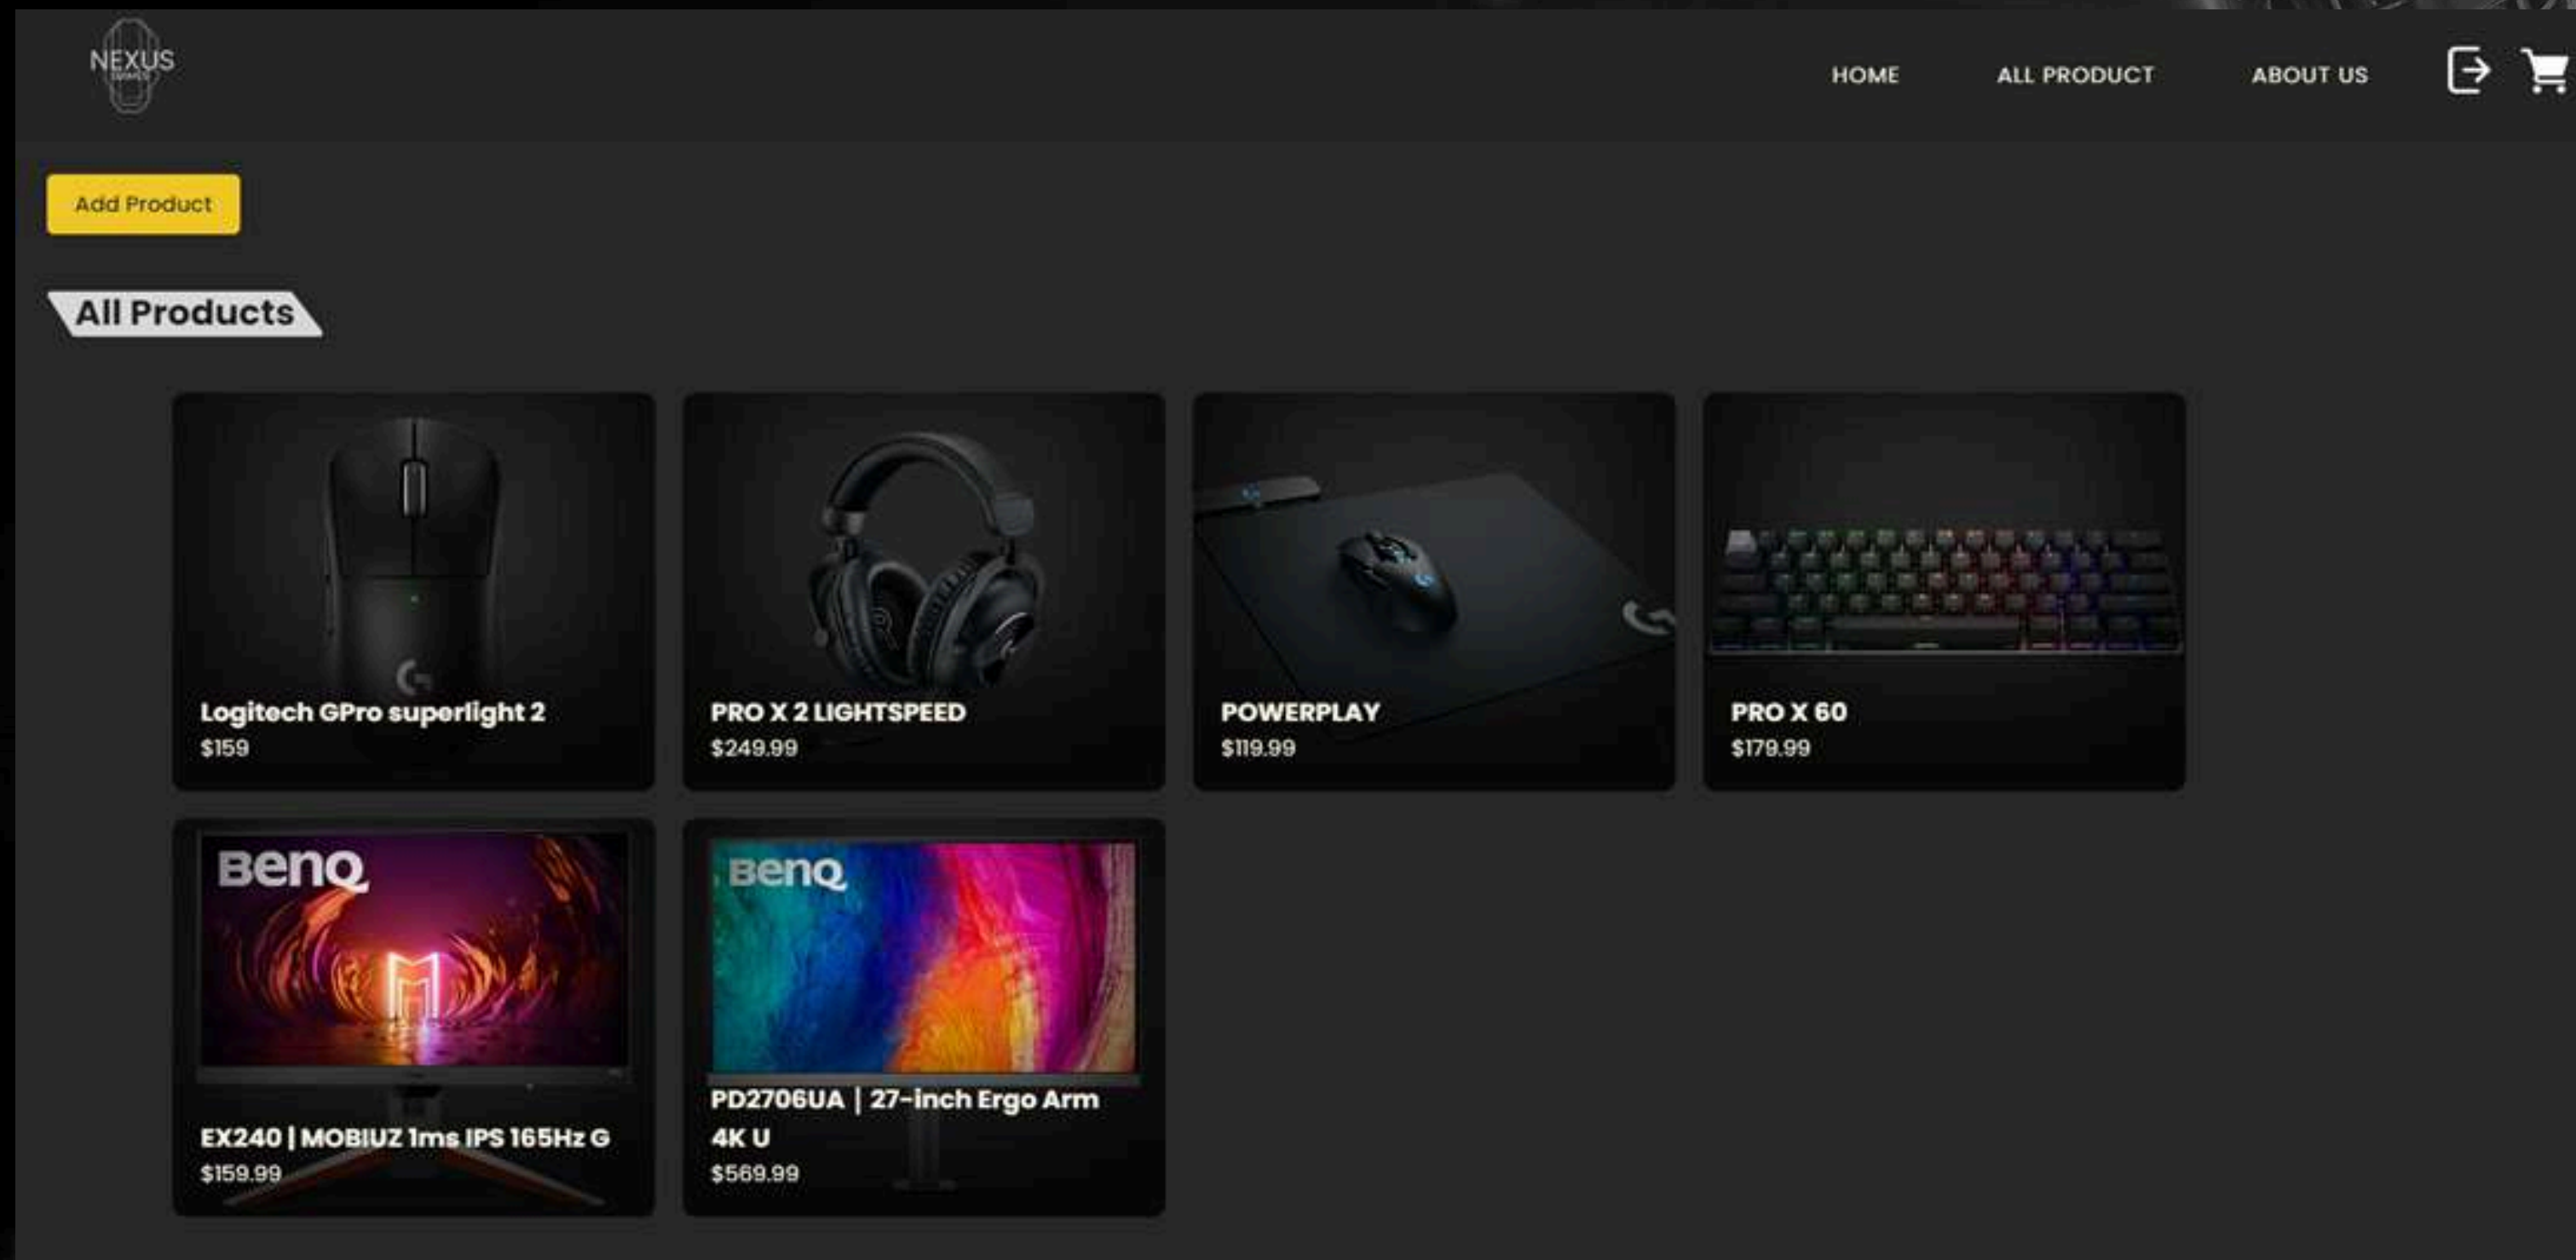 NEXUS
HOME
ALL PRODUCT
ABOUT US
Add Product
All Products
Logitech GPro superlight 2
$159
PRO X 2 LIGHTSPEED
$249.99
POWERPLAY
$119.99
PRO X 60
$179.99
BenQ
EX240 | MOBIUZ 1ms IPS 165Hz G
$159.99
BenQ
PD2706UA | 27-inch Ergo Arm
4K U
$569.99